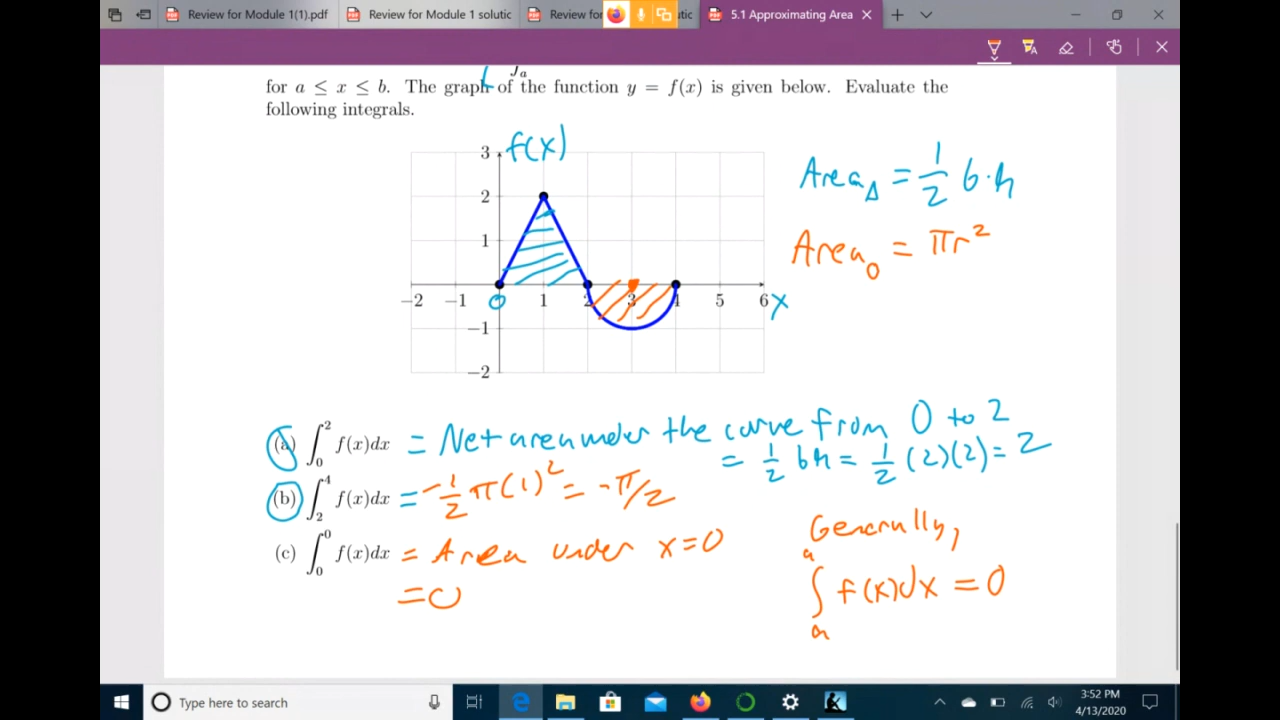 Review for Module 1(1).pdf
Review for Module 1 solutic
Review for
utic
5.1 Approximating Area
∫a
for a ≤ x ≤ b. The graph of the function y = f(x) is given below. Evaluate the
following integrals.
f(x)
3
2
1
−2 −1 0 1 2 3 4 5 6 x
−1
−2
Area△ = 1/2 b·h
Area○ = πr²
(a) ∫₀² f(x)dx = Net area under the curve from 0 to 2
= 1/2 bh = 1/2 (2)(2) = 2
(b) ∫₂⁴ f(x)dx = -1/2 π(1)² = -π/2
(c) ∫₀⁰ f(x)dx = Area under x=0
=0
Generally,
∫ₐᵃ f(x)dx = 0
Type here to search
3:52 PM
4/13/2020